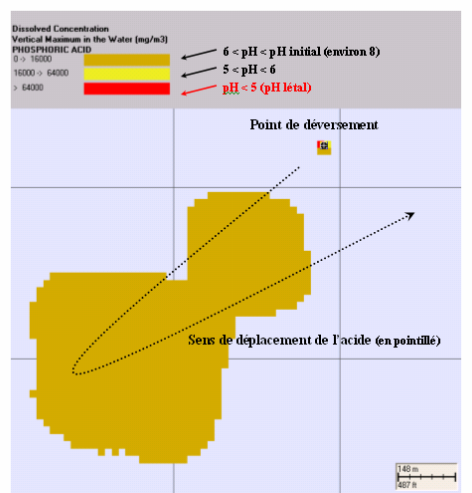 Dissolved Concentration
Vertical Maximum in the Water (mg/m3)
PHOSPHORIC ACID
0 -> 16000
6 < pH < pH initial (environ 8)
16000 -> 64000
5 < pH < 6
> 64000
pH < 5 (pH létal)
Point de déversement
Sens de déplacement de l'acide (en pointillé)
148 m
487 ft